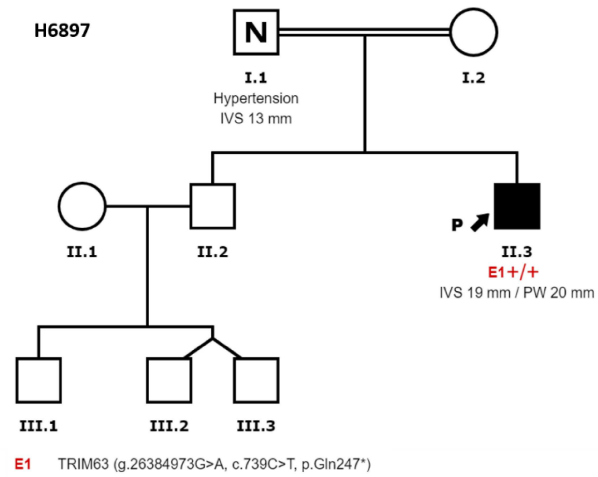 H6897
N
I.1
I.2
Hypertension
IVS 13 mm
P
II.1
II.2
II.3
E1+/+
IVS 19 mm / PW 20 mm
III.1
III.2
III.3
E1 TRIM63 (g.26384973G>A, c.739C>T, p.Gln247*)